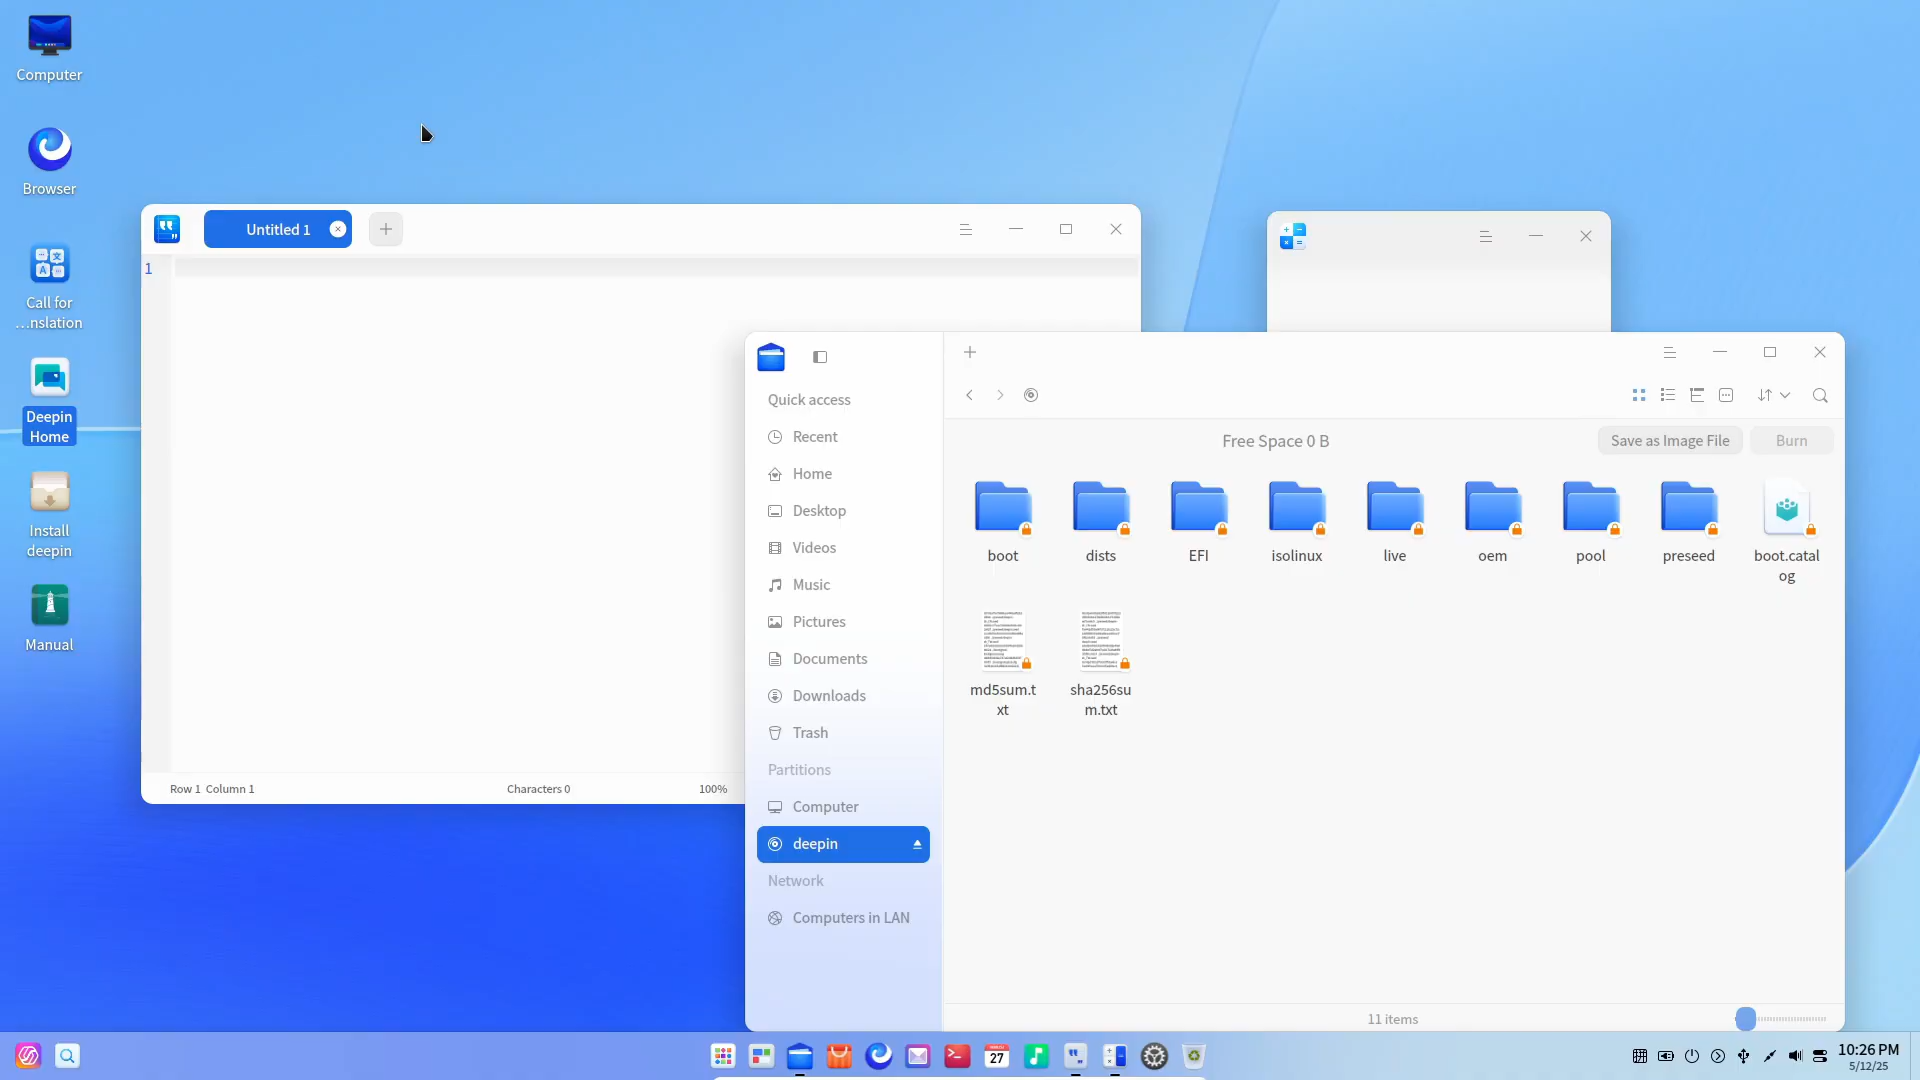 Computer
Browser
Call for
...nslation
Deepin
Home
Install
deepin
Manual
Untitled 1
1
Row 1 Column 1
Characters 0
100%
Quick access
Recent
Home
Desktop
Videos
Music
Pictures
Documents
Downloads
Trash
Partitions
Computer
deepin
Network
Computers in LAN
Free Space 0 B
Save as Image File
Burn
boot
dists
EFI
isolinux
live
oem
pool
preseed
boot.catal
og
md5sum.t
xt
sha256su
m.txt
11 items
27
10:26 PM
5/12/25